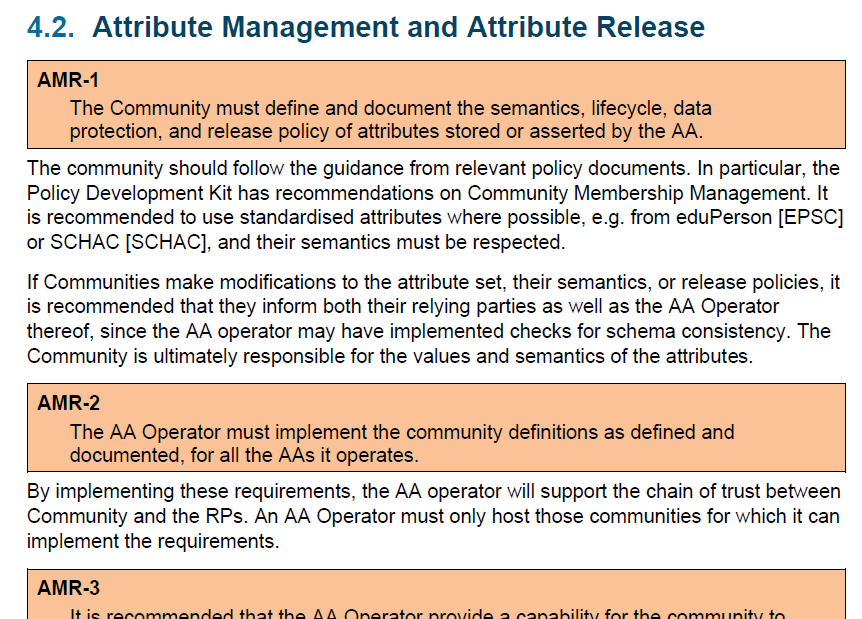 4.2. Attribute Management and Attribute Release
AMR-1
The Community must define and document the semantics, lifecycle, data
protection, and release policy of attributes stored or asserted by the AA.
The community should follow the guidance from relevant policy documents. In particular, the
Policy Development Kit has recommendations on Community Membership Management. It
is recommended to use standardised attributes where possible, e.g. from eduPerson [EPSC]
or SCHAC [SCHAC], and their semantics must be respected.
If Communities make modifications to the attribute set, their semantics, or release policies, it
is recommended that they inform both their relying parties as well as the AA Operator
thereof, since the AA operator may have implemented checks for schema consistency. The
Community is ultimately responsible for the values and semantics of the attributes.
AMR-2
The AA Operator must implement the community definitions as defined and
documented, for all the AAs it operates.
By implementing these requirements, the AA operator will support the chain of trust between
Community and the RPs. An AA Operator must only host those communities for which it can
implement the requirements.
AMR-3
It is recommended that the AA Operator provide a capability for the community to